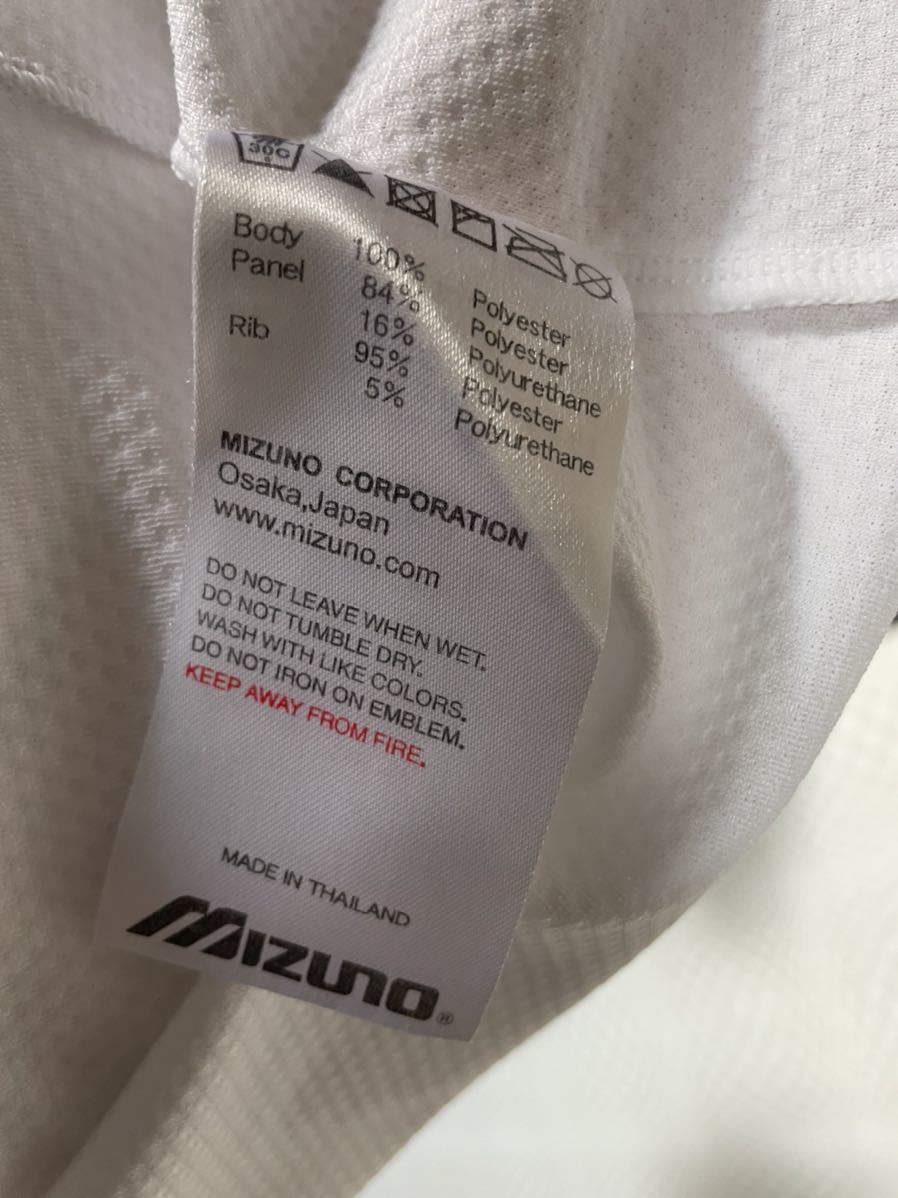 30C
Body 100% Polyester
Panel 84% Polyester
16% Polyurethane
Rib 95% Polyester
5% Polyurethane
MIZUNO CORPORATION
Osaka,Japan
www.mizuno.com
DO NOT LEAVE WHEN WET.
DO NOT TUMBLE DRY.
WASH WITH LIKE COLORS.
DO NOT IRON ON EMBLEM.
KEEP AWAY FROM FIRE.
MADE IN THAILAND
MIZUNO®